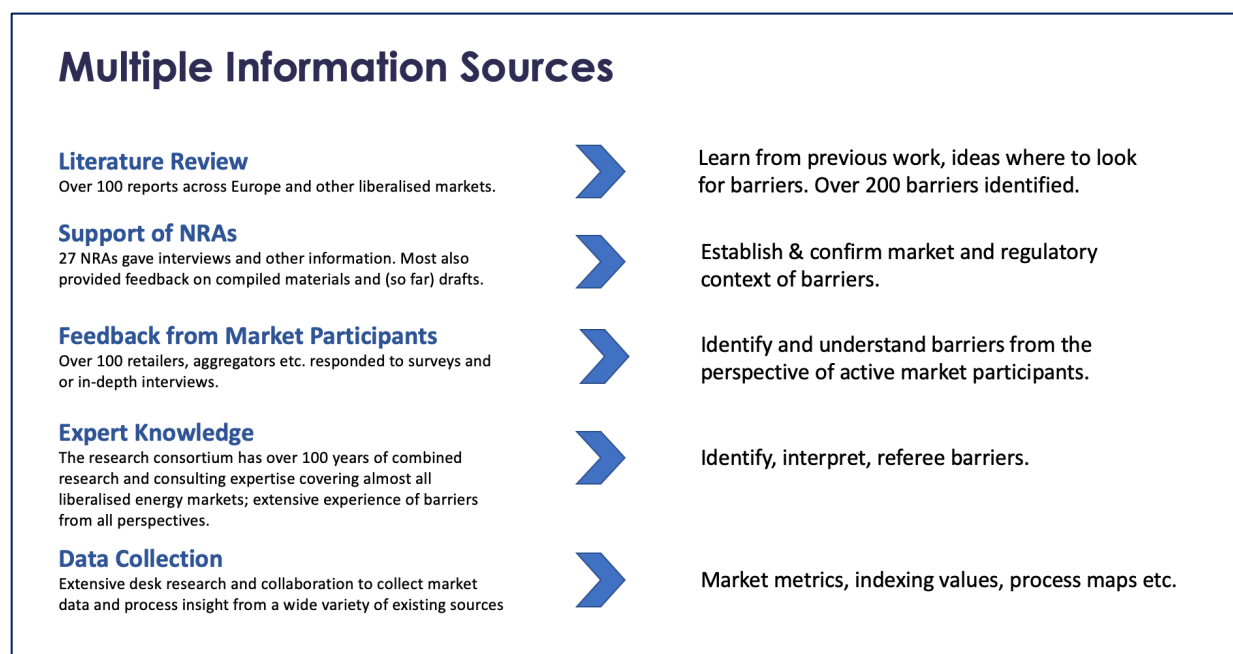 Multiple Information Sources
Literature Review
Over 100 reports across Europe and other liberalised markets.
Learn from previous work, ideas where to look
for barriers. Over 200 barriers identified.
Support of NRAs
27 NRAs gave interviews and other information. Most also
provided feedback on compiled materials and (so far) drafts.
Establish & confirm market and regulatory
context of barriers.
Feedback from Market Participants
Over 100 retailers, aggregators etc. responded to surveys and
or in-depth interviews.
Identify and understand barriers from the
perspective of active market participants.
Expert Knowledge
The research consortium has over 100 years of combined
research and consulting expertise covering almost all
liberalised energy markets; extensive experience of barriers
from all perspectives.
Identify, interpret, referee barriers.
Data Collection
Extensive desk research and collaboration to collect market
data and process insight from a wide variety of existing sources
Market metrics, indexing values, process maps etc.